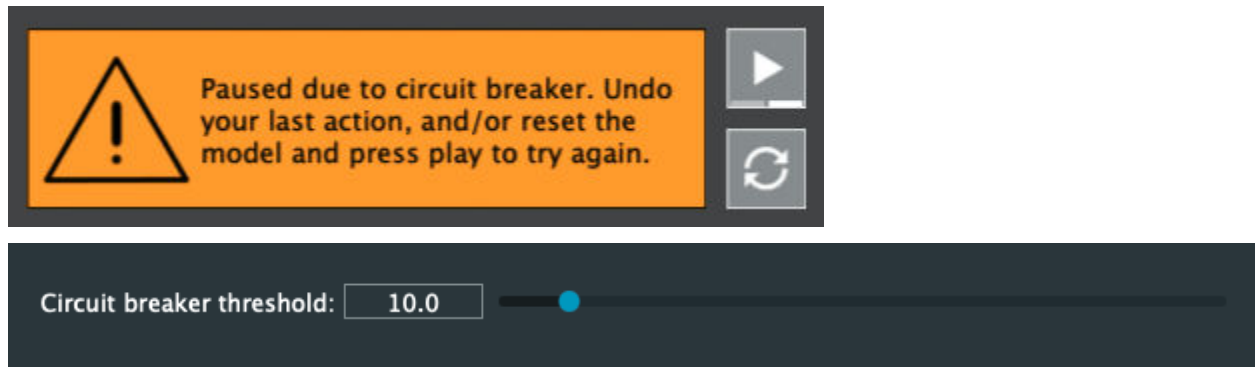 Paused due to circuit breaker. Undo
your last action, and/or reset the
model and press play to try again.
Circuit breaker threshold: 10.0